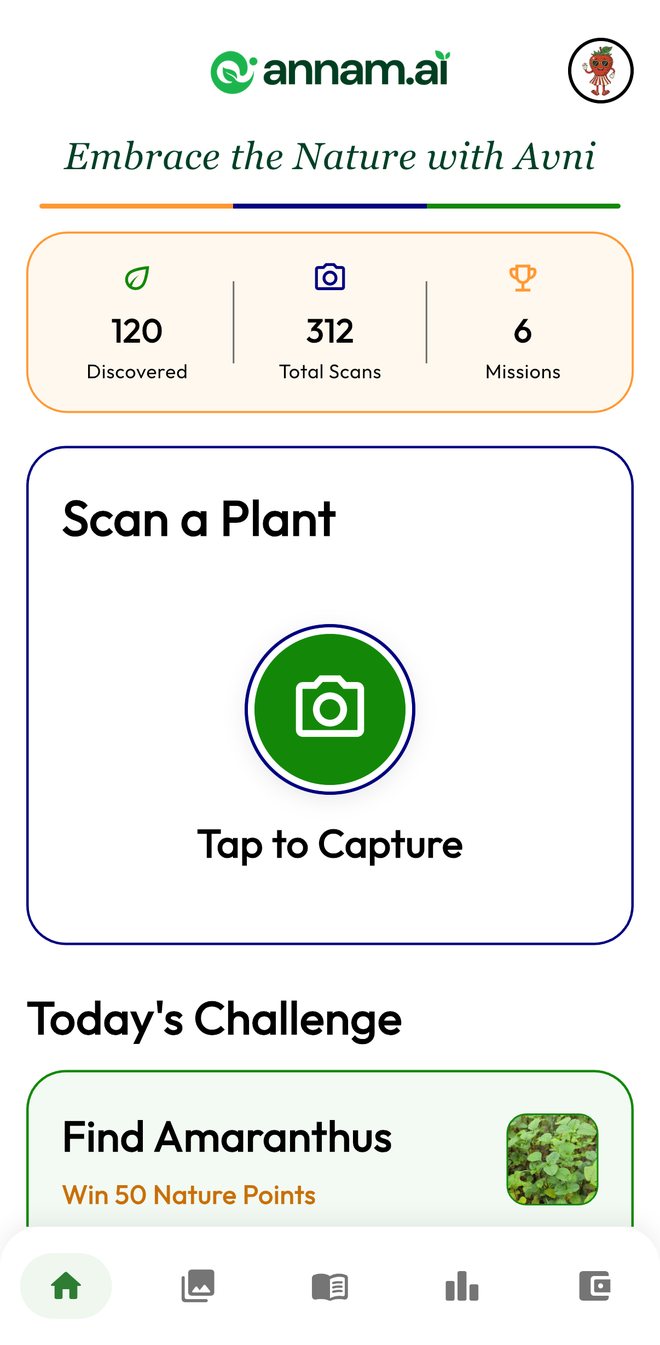 annam.ai
Embrace the Nature with Avni
120
Discovered
312
Total Scans
6
Missions
Scan a Plant
Tap to Capture
Today's Challenge
Find Amaranthus
Win 50 Nature Points